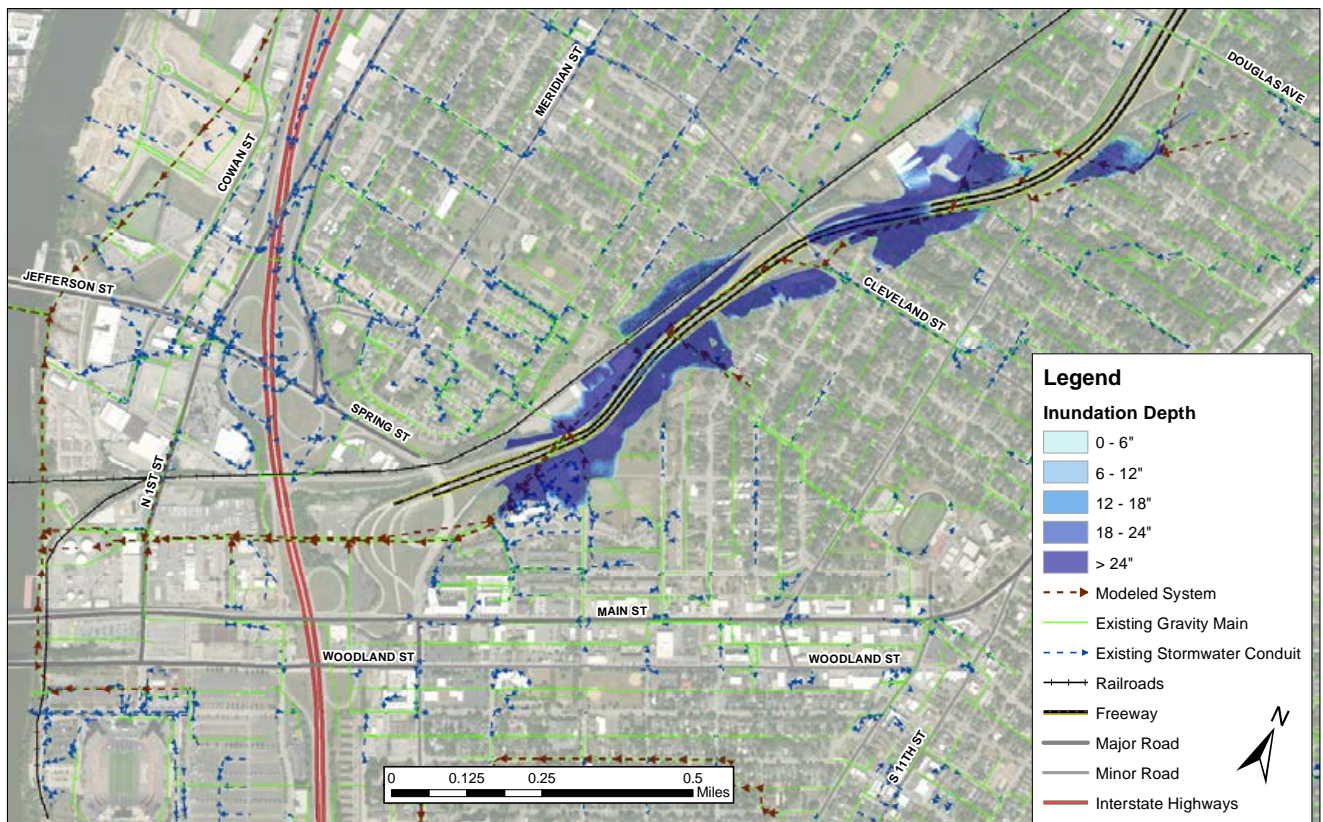 DOUGLAS AVE
MERIDIAN ST
COWAN ST
JEFFERSON ST
CLEVELAND ST
SPRING ST
N 1ST ST
MAIN ST
WOODLAND ST
WOODLAND ST
S 11TH ST
0 0.125 0.25 0.5
Miles
Legend
Inundation Depth
0 - 6"
6 - 12"
12 - 18"
18 - 24"
> 24"
Modeled System
Existing Gravity Main
Existing Stormwater Conduit
Railroads
Freeway
Major Road
Minor Road
Interstate Highways
N